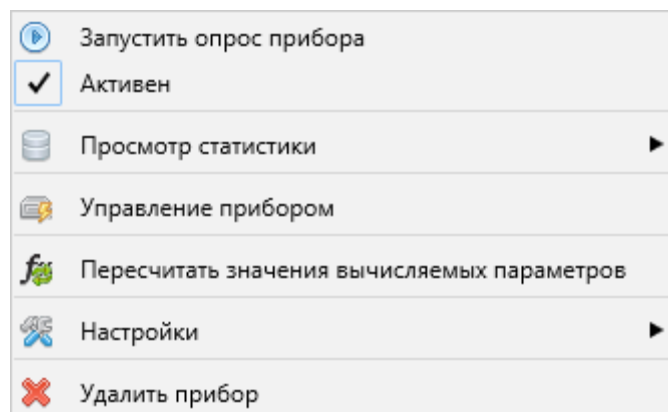 Запустить опрос прибора
Активен
Просмотр статистики
Управление прибором
Пересчитать значения вычисляемых параметров
Настройки
Удалить прибор